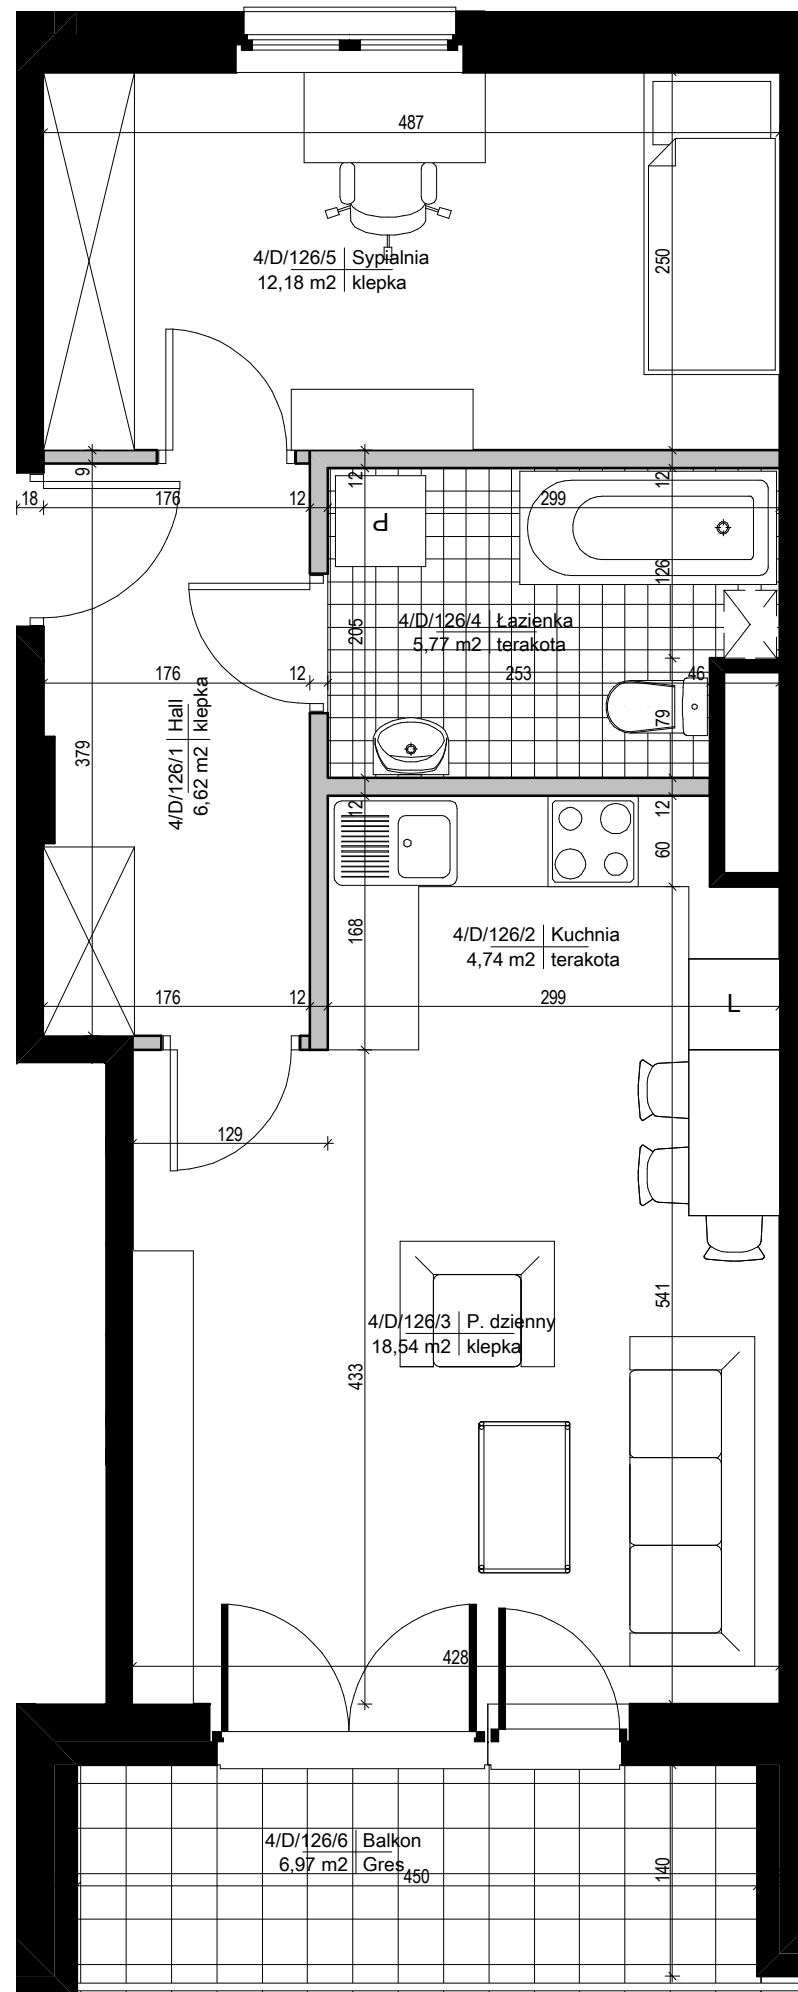 487
250
4/D/126/5 Sypialnia
12,18 m2 klepka
9
12
12
18
176
12
299
P
126
205
4/D/126/4 Łazienka
5,77 m2 terakota
176
12
253
46
79
379
4/D/126/1 Hall
6,62 m2 klepka
12
12
60
168
4/D/126/2 Kuchnia
4,74 m2 terakota
176
12
299
L
129
541
4/D/126/3 P. dzienny
18,54 m2 klepka
433
428
4/D/126/6 Balkon
6,97 m2 Gres
450
140